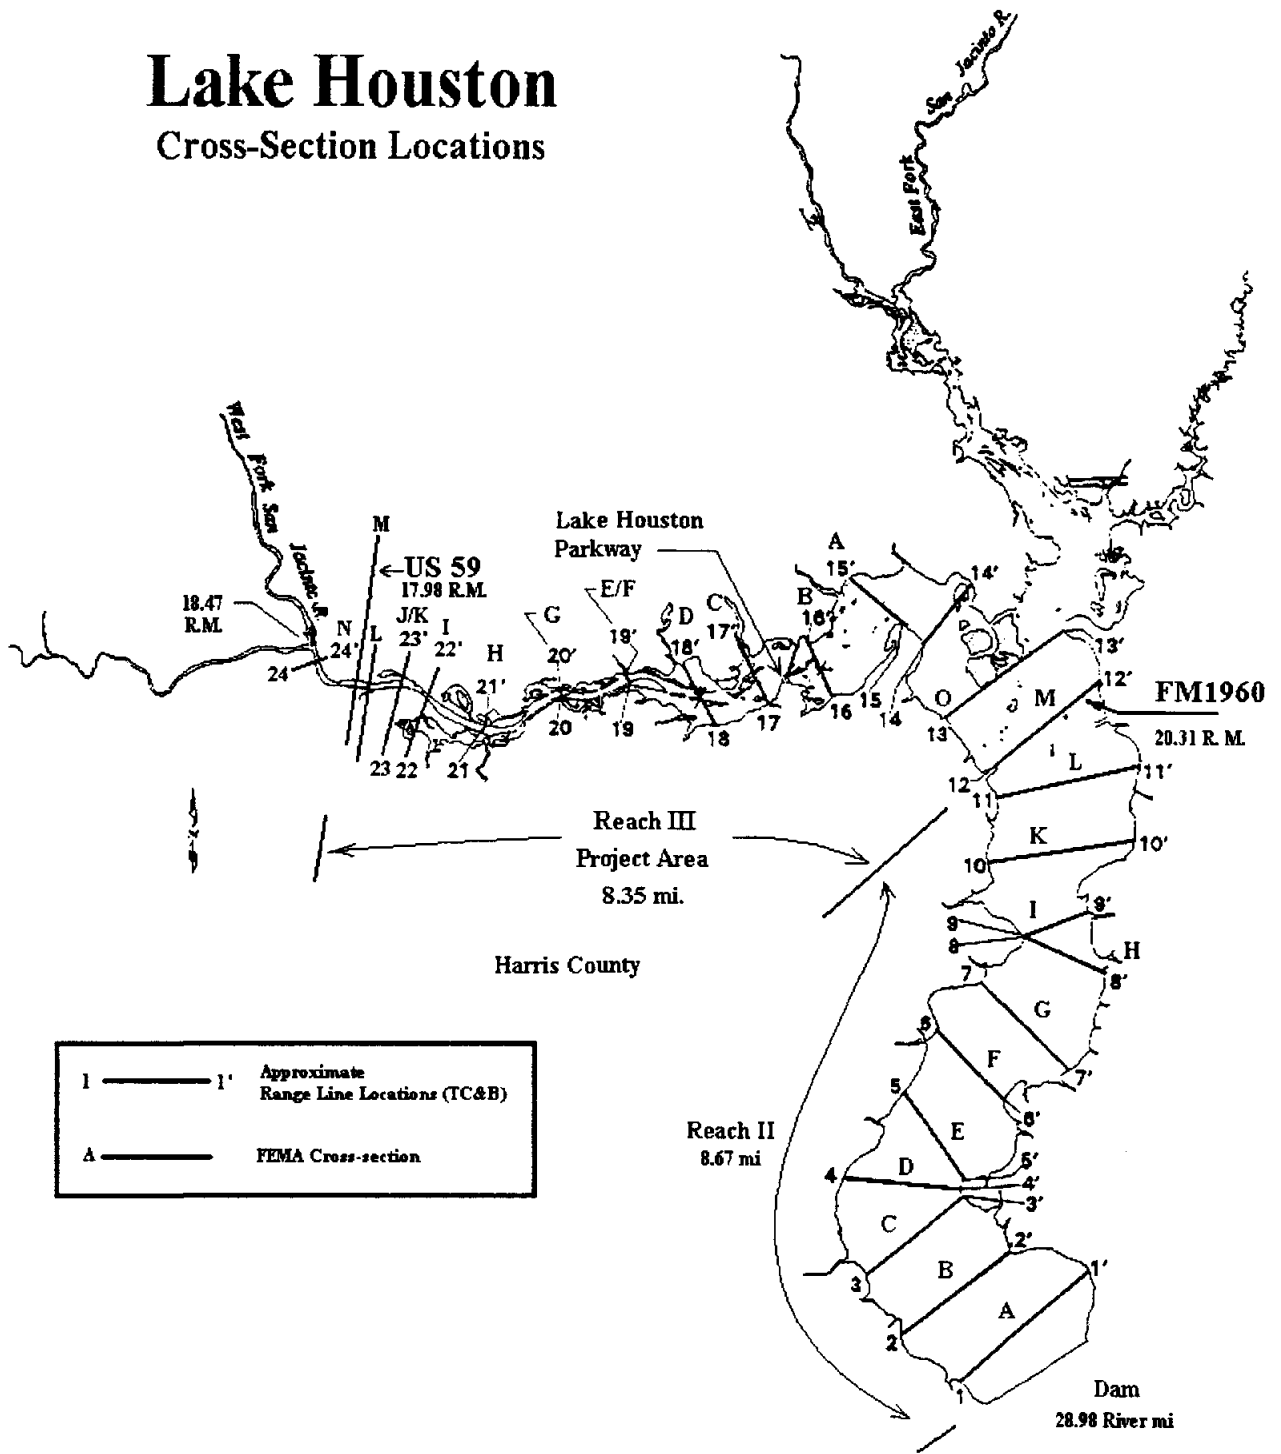 Lake Houston
Cross-Section Locations
San Jacinto R.
East Fork
West Fork San Jacinto R.
M
US 59
17.98 R.M.
Lake Houston
Parkway
A
15'
14'
18.47
R.M.
N
24'
L
J/K
23'
I
22'
H
21'
G
20'
E/F
19'
D
18'
C
17'
B
16'
13'
12'
24
23
22
21
20
19
18
17
16
15
14
13
O
M
FM1960
20.31 R. M.
12
11
L
11'
K
10
10'
Reach III
Project Area
8.35 mi.
Harris County
I
9
9'
8
H
8'
7
G
7'
6
F
6'
5
E
5'
4
D
4'
3'
C
3
2'
B
2
1'
A
1
Reach II
8.67 mi
Dam
28.98 River mi
1 1' Approximate
Range Line Locations (TC&B)
A FEMA Cross-section